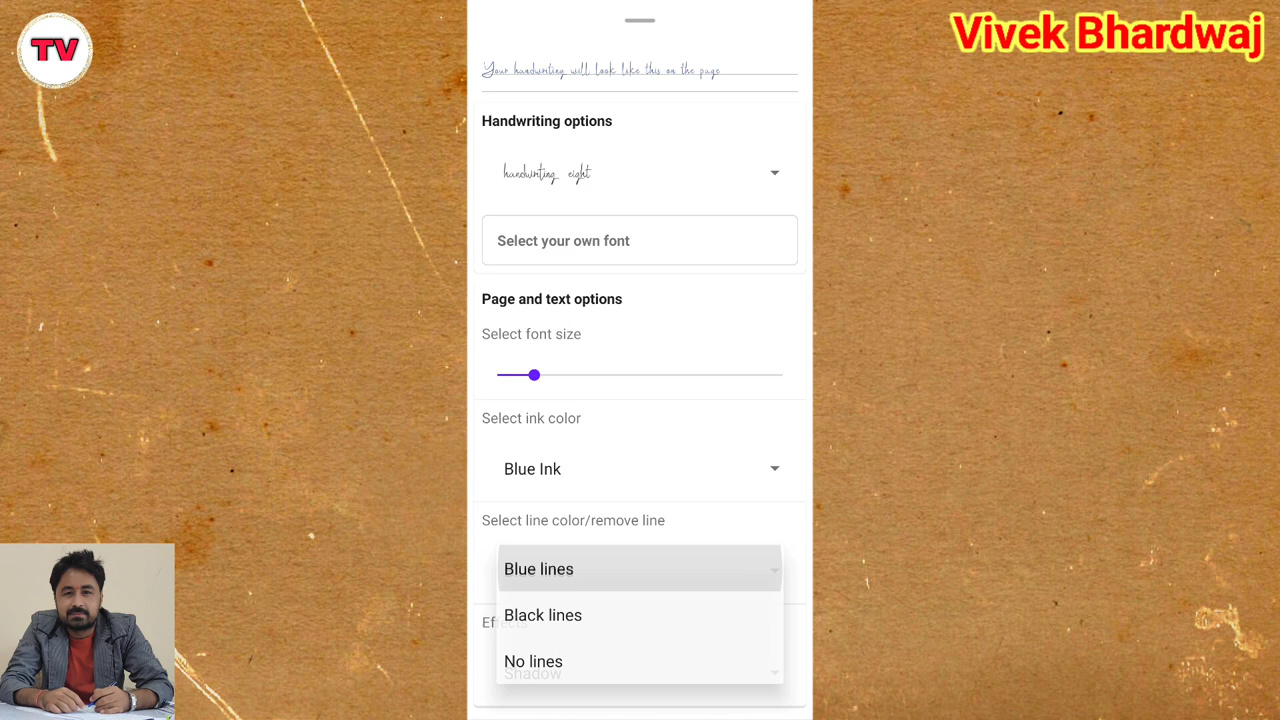 TV
Vivek Bhardwaj
Your handwriting will look like this on the page
Handwriting options
handwriting eight
Select your own font
Page and text options
Select font size
Select ink color
Blue Ink
Select line color/remove line
Blue lines
Black lines
Effects
No lines
Shadow